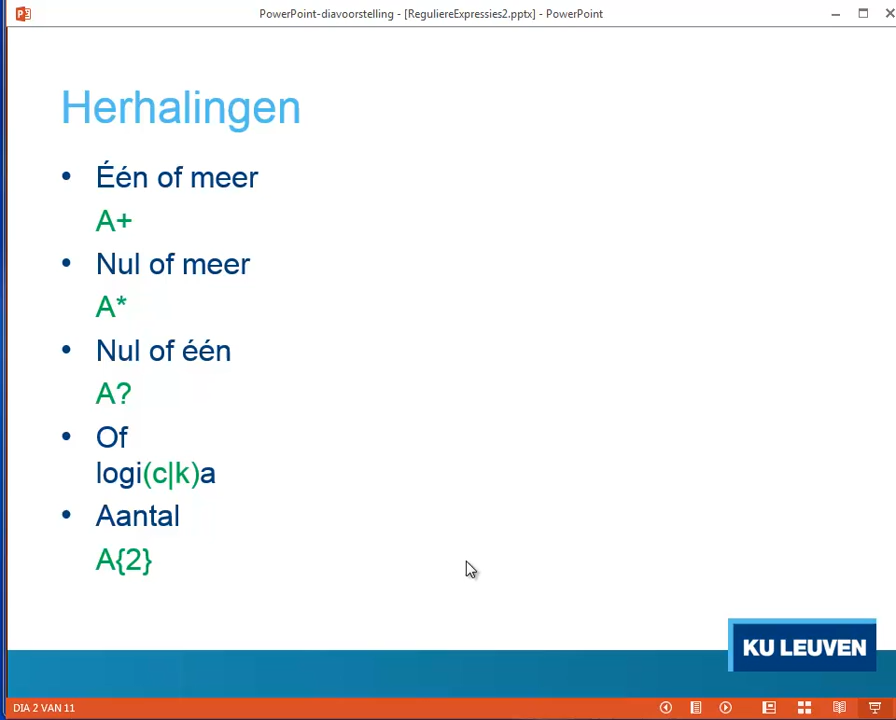 PowerPoint-diavoorstelling - [ReguliereExpressies2.pptx] - PowerPoint
Herhalingen
• Één of meer
A+
• Nul of meer
A*
• Nul of één
A?
• Of
logi(c|k)a
• Aantal
A{2}
KU LEUVEN
DIA 2 VAN 11